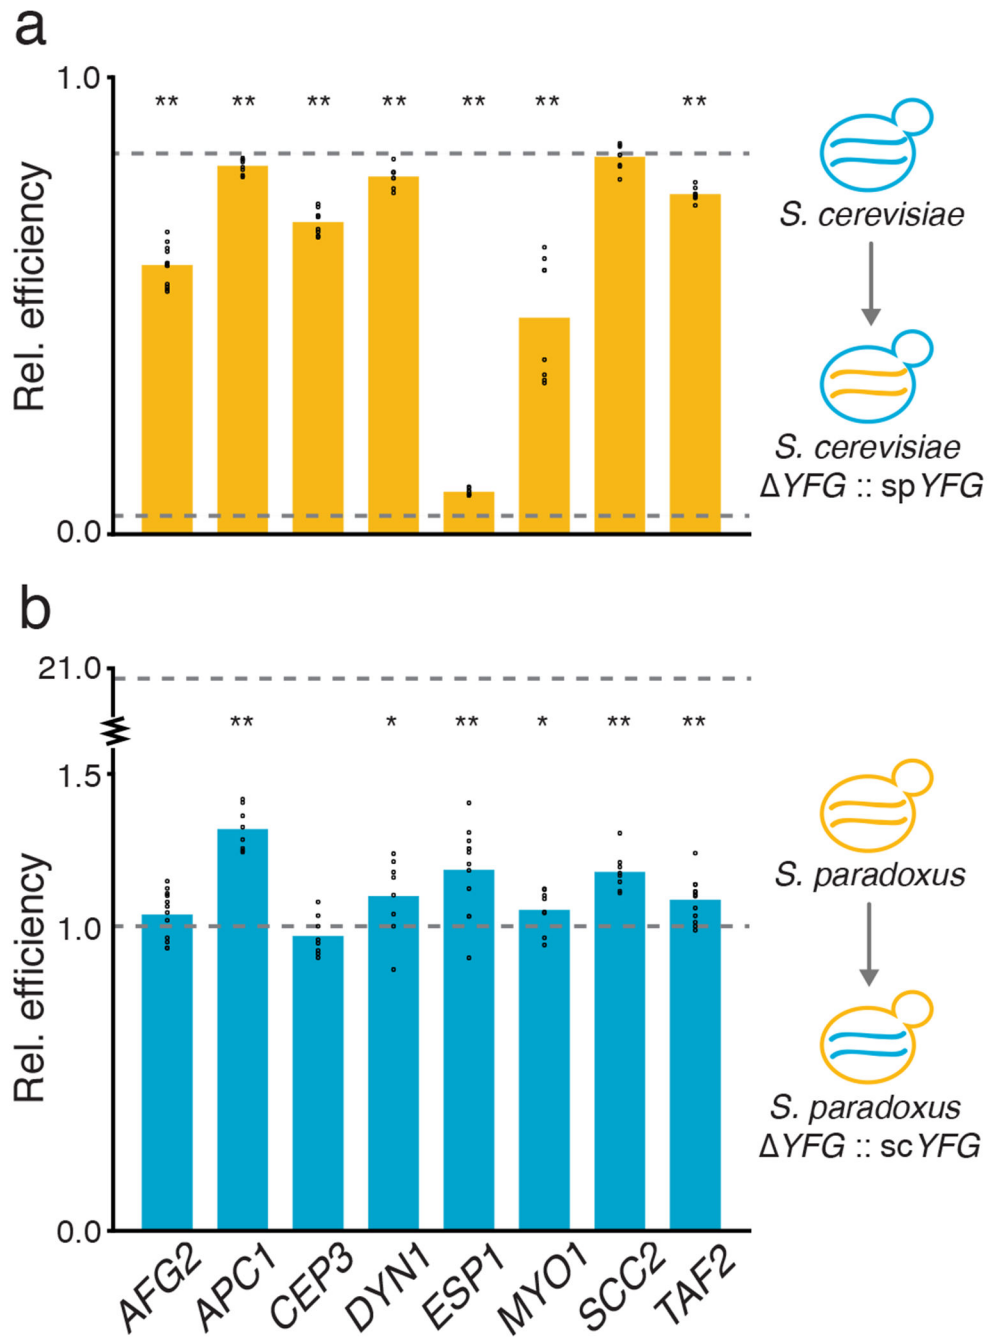 a
1.0
** ** ** ** ** ** **
Rel. efficiency
0.0
S. cerevisiae
S. cerevisiae
ΔYFG :: spYFG
b
21.0
** * ** * ** **
1.5
Rel. efficiency
1.0
0.0
S. paradoxus
S. paradoxus
ΔYFG :: scYFG
AFG2 APC1 CEP3 DYN1 ESP1 MYO1 SCC2 TAF2